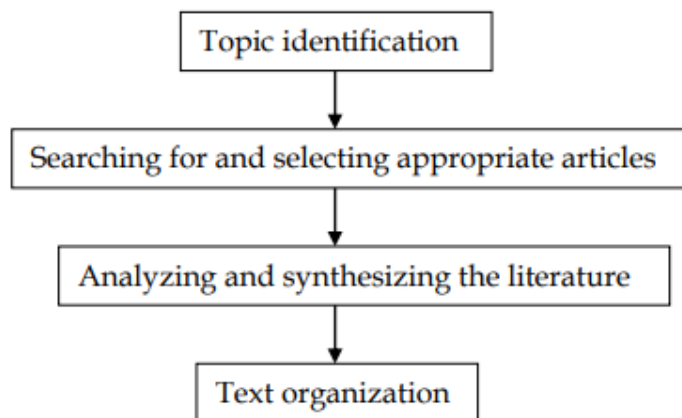 Topic identification
Searching for and selecting appropriate articles
Analyzing and synthesizing the literature
Text organization